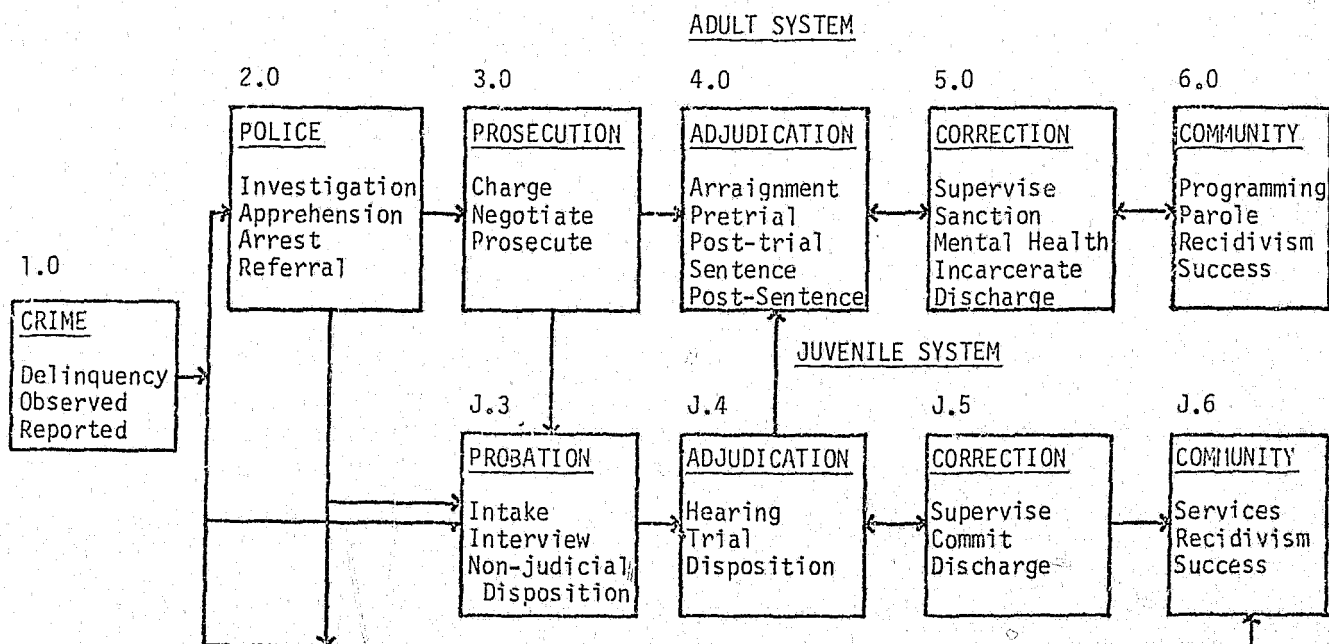 ADULT SYSTEM
2.0
3.0
4.0
5.0
6.0
POLICE
Investigation
Apprehension
Arrest
Referral
PROSECUTION
Charge
Negotiate
Prosecute
ADJUDICATION
Arraignment
Pretrial
Post-trial
Sentence
Post-Sentence
CORRECTION
Supervise
Sanction
Mental Health
Incarcerate
Discharge
COMMUNITY
Programming
Parole
Recidivism
Success
1.0
CRIME
Delinquency
Observed
Reported
JUVENILE SYSTEM
J.3
J.4
J.5
J.6
PROBATION
Intake
Interview
Non-judicial
Disposition
ADJUDICATION
Hearing
Trial
Disposition
CORRECTION
Supervise
Commit
Discharge
COMMUNITY
Services
Recidivism
Success